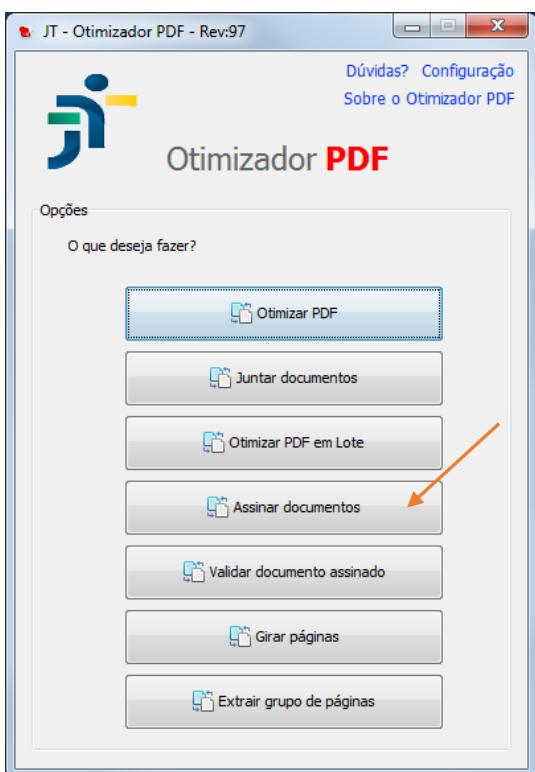 JT - Otimizador PDF - Rev:97
Dúvidas? Configuração
Sobre o Otimizador PDF
Otimizador PDF
Opções
O que deseja fazer?
Otimizar PDF
Juntar documentos
Otimizar PDF em Lote
Assinar documentos
Validar documento assinado
Girar páginas
Extrair grupo de páginas